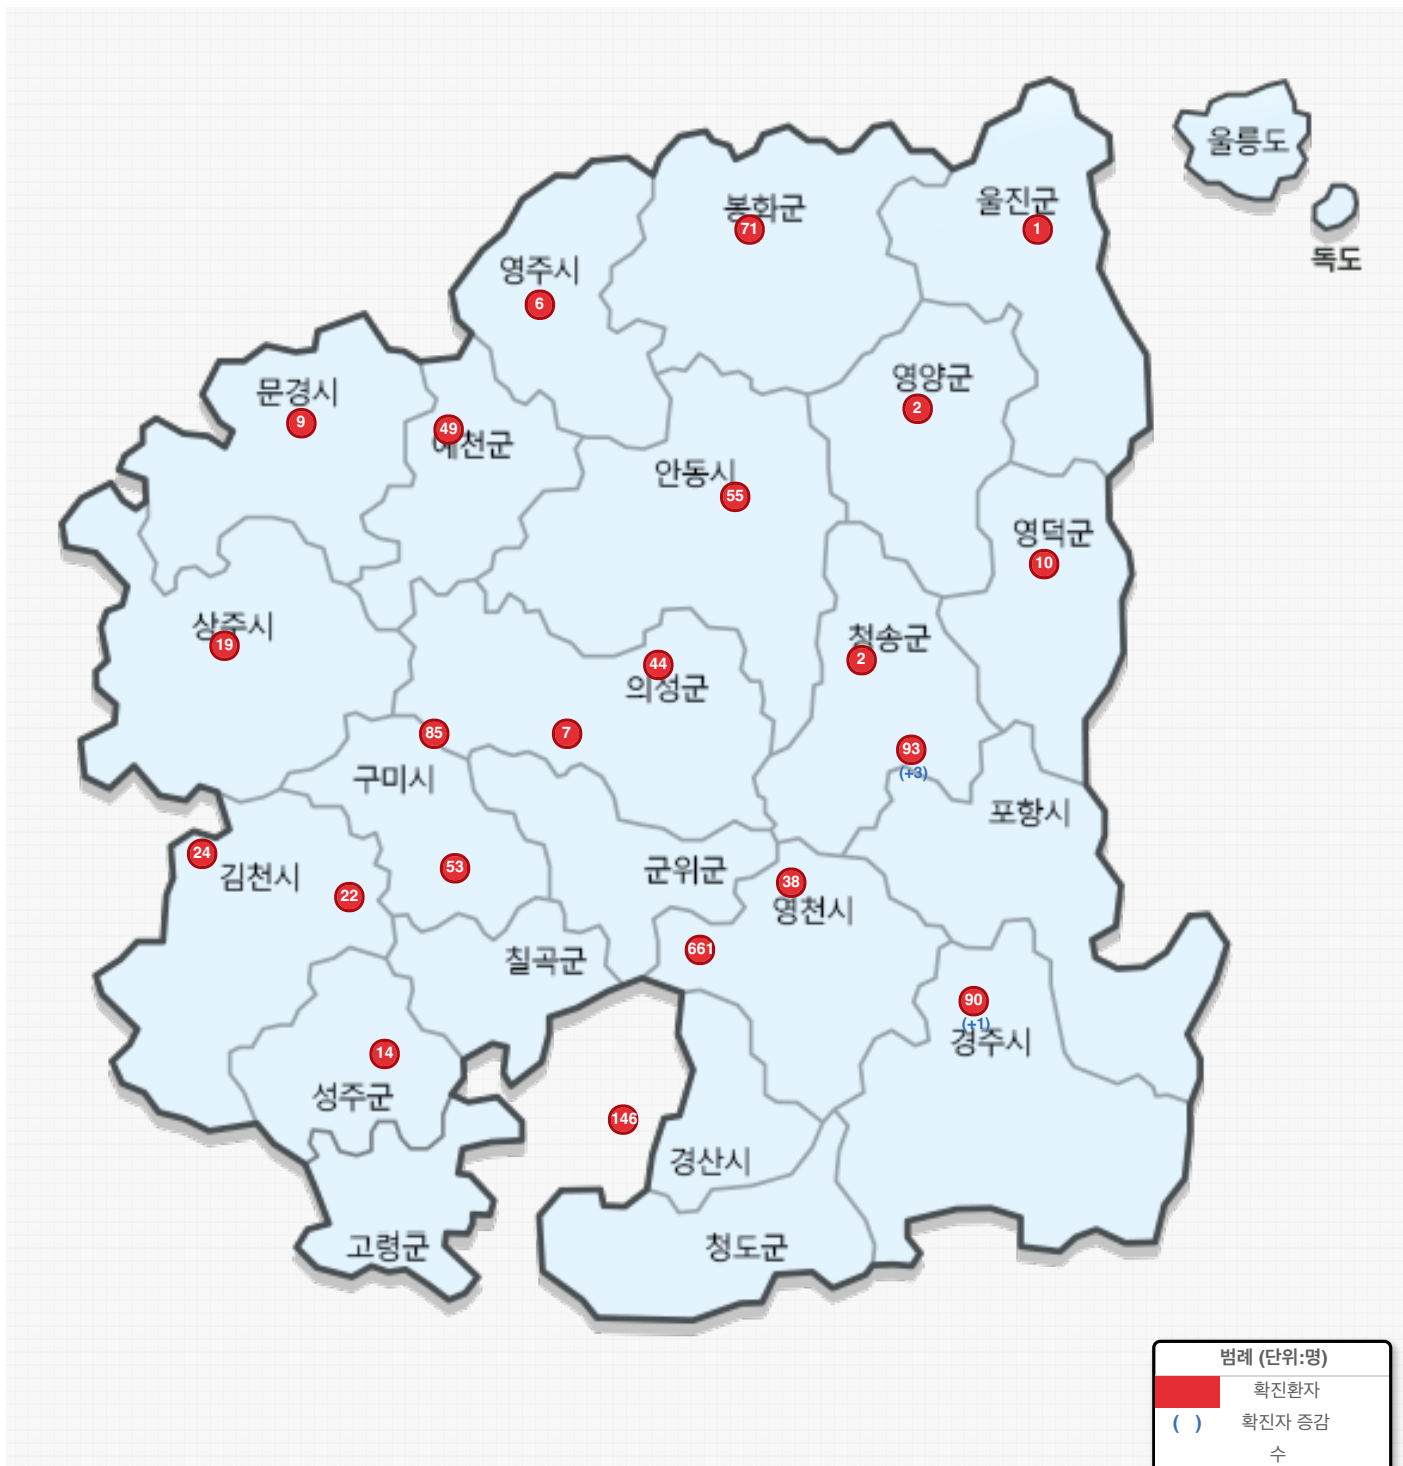 울릉도
독도
울진군
1
봉화군
71
영주시
6
영양군
2
문경시
9
49
예천군
안동시
55
영덕군
10
상주시
19
청송군
2
44
의성군
85
7
93
(+3)
구미시
포항시
24
김천시
22
53
군위군
38
영천시
661
칠곡군
90
(+1)
경주시
14
성주군
146
경산시
고령군
청도군
범례 (단위:명)
확진환자
( ) 확진자 증감
수